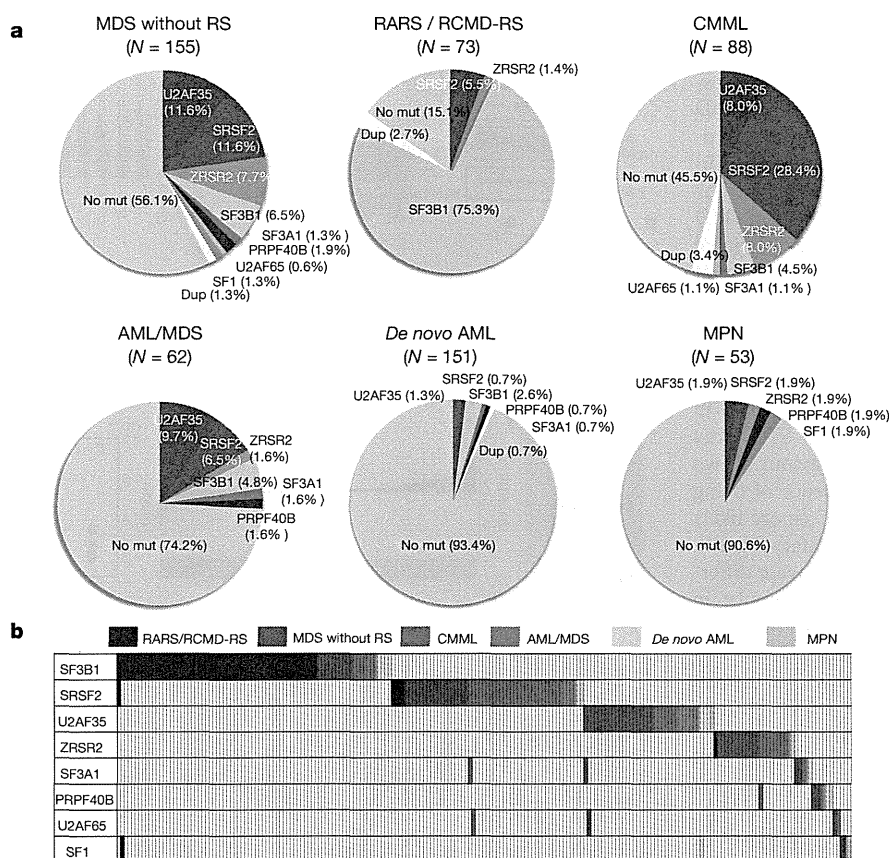 a
MDS without RS
(N = 155)
U2AF35
(11.6%)
SRSF2
(11.6%)
ZRSR2 (7.7%
SF3B1 (6.5%)
SF3A1 (1.3% )
PRPF40B (1.9%)
U2AF65 (0.6%)
SF1 (1.3%)
Dup (1.3%)
No mut (56.1%)
RARS / RCMD-RS
(N = 73)
ZRSR2 (1.4%)
SRSF2 (5.5%
No mut (15.1%
Dup (2.7%)
SF3B1 (75.3%)
CMML
(N = 88)
U2AF35
(8.0%)
SRSF2 (28.4%)
No mut (45.5%)
ZRSR2
(8.0%)
Dup (3.4%)
SF3B1 (4.5%)
U2AF65 (1.1%)
SF3A1 (1.1% )
AML/MDS
(N = 62)
U2AF35
(9.7%)
SRSF2
(6.5%)
ZRSR2
(1.6%)
SF3B1 (4.8%)
SF3A1
(1.6% )
PRPF40B
(1.6% )
No mut (74.2%)
De novo AML
(N = 151)
SRSF2 (0.7%)
U2AF35 (1.3%)
SF3B1 (2.6%)
PRPF40B (0.7%)
SF3A1 (0.7%)
Dup (0.7%)
No mut (93.4%)
MPN
(N = 53)
U2AF35 (1.9%)
SRSF2 (1.9%)
ZRSR2 (1.9%)
PRPF40B (1.9%)
SF1 (1.9%)
No mut (90.6%)
b
RARS/RCMD-RS
MDS without RS
CMML
AML/MDS
De novo AML
MPN
SF3B1
SRSF2
U2AF35
ZRSR2
SF3A1
PRPF40B
U2AF65
SF1